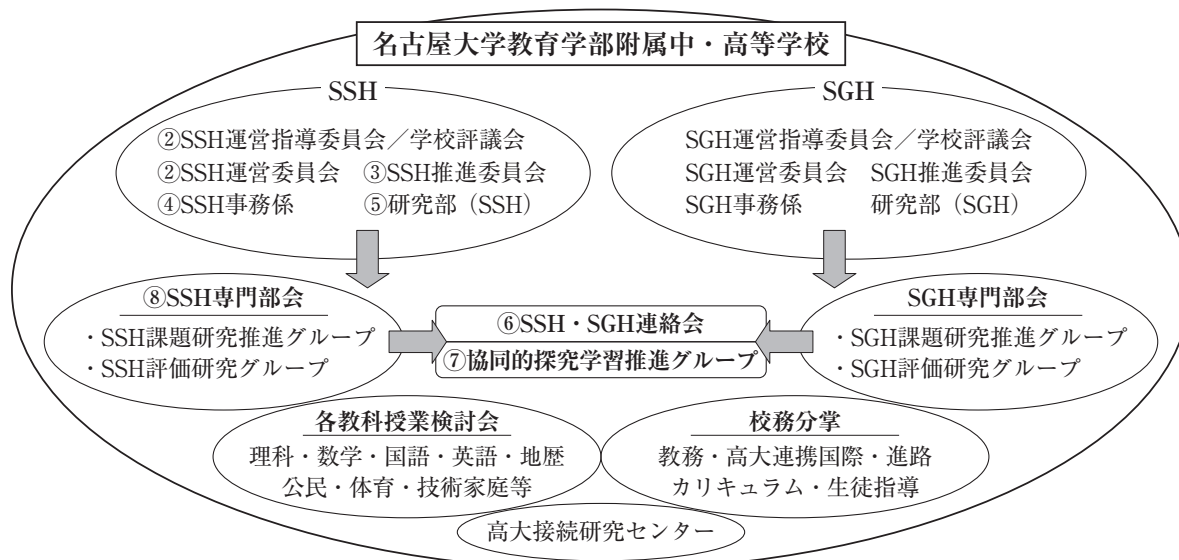 名古屋大学教育学部附属中・高等学校
SSH
②SSH運営指導委員会／学校評議会
②SSH運営委員会　③SSH推進委員会
④SSH事務係　⑤研究部（SSH）
SGH
SGH運営指導委員会／学校評議会
SGH運営委員会　SGH推進委員会
SGH事務係　研究部（SGH）
⑧SSH専門部会
・SSH課題研究推進グループ
・SSH評価研究グループ
⑥SSH・SGH連絡会
⑦協同的探究学習推進グループ
SGH専門部会
・SGH課題研究推進グループ
・SGH評価研究グループ
各教科授業検討会
理科・数学・国語・英語・地歴
公民・体育・技術家庭等
校務分掌
教務・高大連携国際・進路
カリキュラム・生徒指導
高大接続研究センター